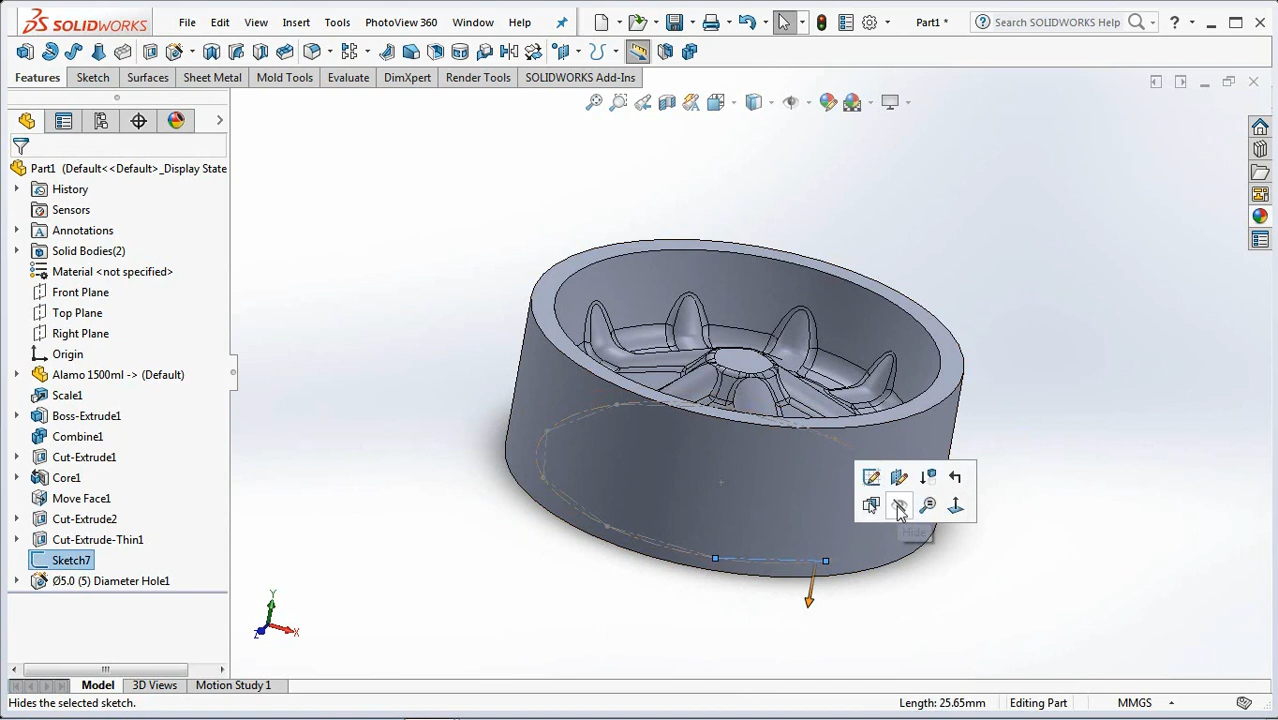 SOLIDWORKS
File Edit View Insert Tools PhotoView 360 Window Help
Part1 *
Search SOLIDWORKS Help
?
Features Sketch Surfaces Sheet Metal Mold Tools Evaluate DimXpert Render Tools SOLIDWORKS Add-Ins
Part1 (Default<<Default>_Display State
History
Sensors
A Annotations
Solid Bodies(2)
Material <not specified>
Front Plane
Top Plane
Right Plane
Origin
Alamo 1500ml -> (Default)
Scale1
Boss-Extrude1
Combine1
Cut-Extrude1
Core1
Move Face1
Cut-Extrude2
Cut-Extrude-Thin1
Sketch7
Ø5.0 (5) Diameter Hole1
Hide
Y
Z X
Model 3D Views Motion Study 1
Hides the selected sketch. Length: 25.65mm Editing Part MMGS